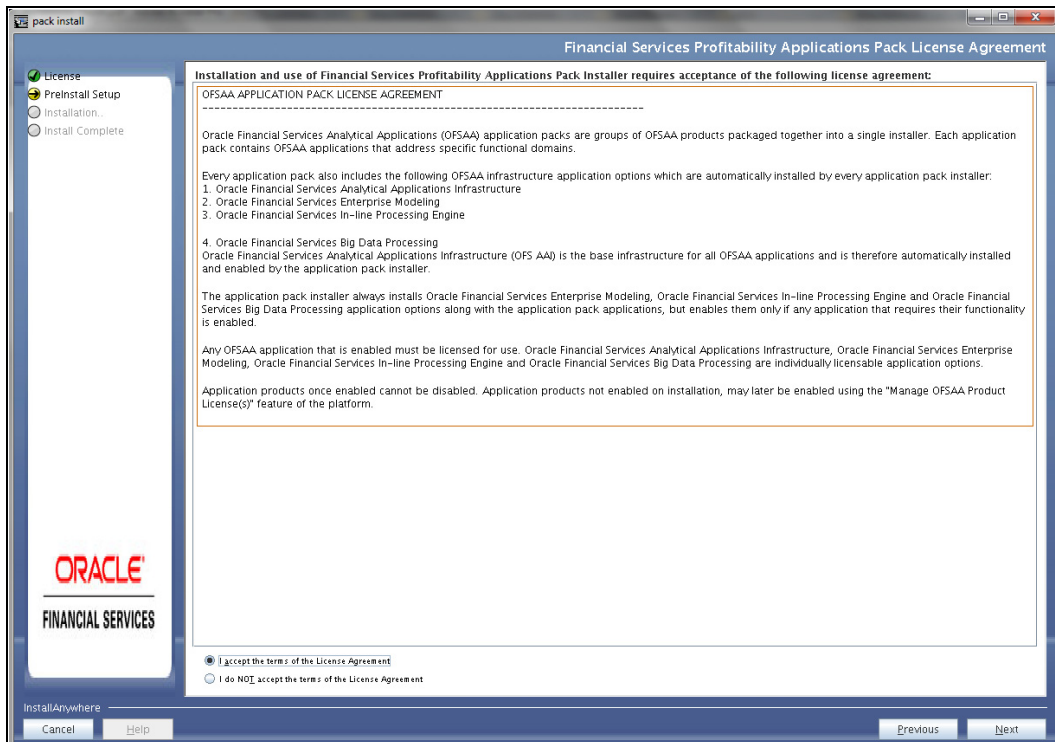 pack install
Financial Services Profitability Applications Pack License Agreement
License
PreInstall Setup
Installation..
Install Complete
Installation and use of Financial Services Profitability Applications Pack Installer requires acceptance of the following license agreement:
OFSAA APPLICATION PACK LICENSE AGREEMENT
--------------------------------------------------------------------------
Oracle Financial Services Analytical Applications (OFSAA) application packs are groups of OFSAA products packaged together into a single installer. Each application
pack contains OFSAA applications that address specific functional domains.
Every application pack also includes the following OFSAA infrastructure application options which are automatically installed by every application pack installer:
1. Oracle Financial Services Analytical Applications Infrastructure
2. Oracle Financial Services Enterprise Modeling
3. Oracle Financial Services In-line Processing Engine
4. Oracle Financial Services Big Data Processing
Oracle Financial Services Analytical Applications Infrastructure (OFS AAI) is the base infrastructure for all OFSAA applications and is therefore automatically installed
and enabled by the application pack installer.
The application pack installer always installs Oracle Financial Services Enterprise Modeling, Oracle Financial Services In-line Processing Engine and Oracle Financial
Services Big Data Processing application options along with the application pack applications, but enables them only if any application that requires their functionality
is enabled.
Any OFSAA application that is enabled must be licensed for use. Oracle Financial Services Analytical Applications Infrastructure, Oracle Financial Services Enterprise
Modeling, Oracle Financial Services In-line Processing Engine and Oracle Financial Services Big Data Processing are individually licensable application options.
Application products once enabled cannot be disabled. Application products not enabled on installation, may later be enabled using the "Manage OFSAA Product
License(s)" feature of the platform.
ORACLE
FINANCIAL SERVICES
I accept the terms of the License Agreement
I do NOT accept the terms of the License Agreement
InstallAnywhere
Cancel
Help
Previous
Next